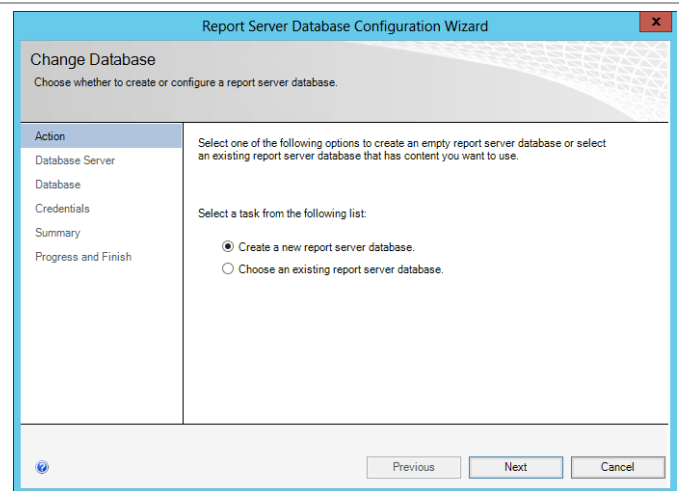 Report Server Database Configuration Wizard
x
Change Database
Choose whether to create or configure a report server database.
Action
Database Server
Database
Credentials
Summary
Progress and Finish
Select one of the following options to create an empty report server database or select
an existing report server database that has content you want to use.
Select a task from the following list:
Create a new report server database.
Choose an existing report server database.
?
Previous
Next
Cancel